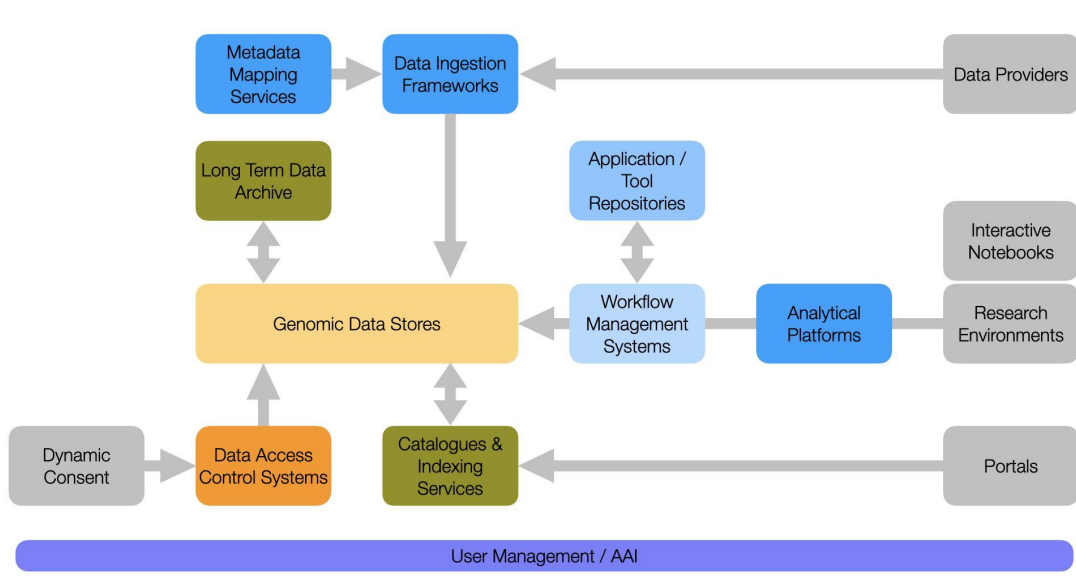 Metadata
Mapping
Services
Data Ingestion
Frameworks
Data Providers
Long Term Data
Archive
Application /
Tool
Repositories
Interactive
Notebooks
Genomic Data Stores
Workflow
Management
Systems
Analytical
Platforms
Research
Environments
Dynamic
Consent
Data Access
Control Systems
Catalogues &
Indexing
Services
Portals
User Management / AAI